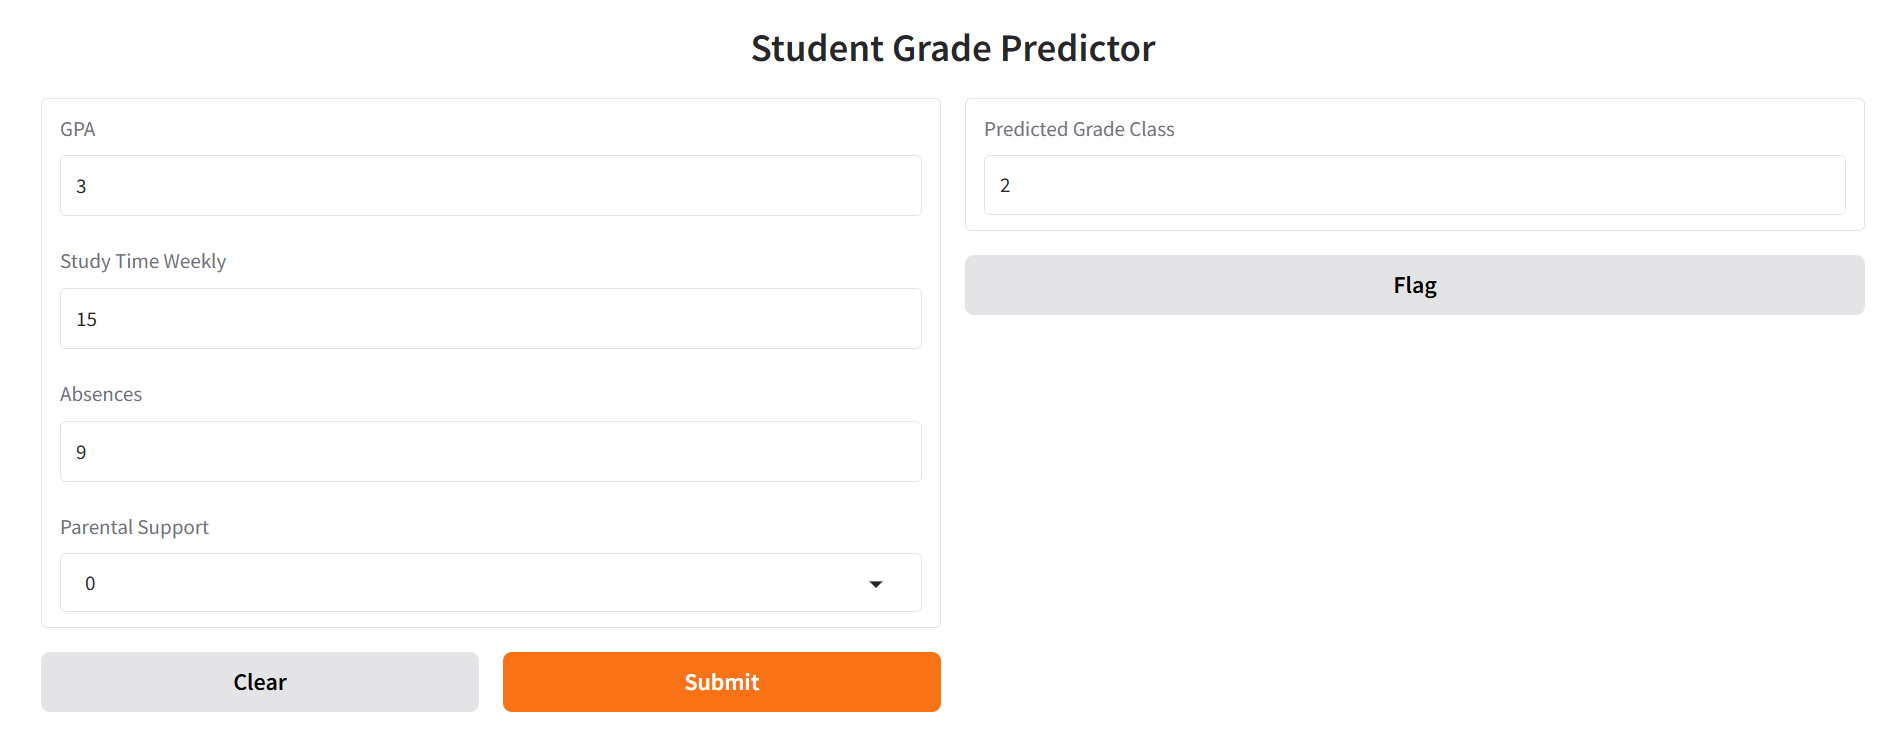 Student Grade Predictor
GPA
3
Study Time Weekly
15
Absences
9
Parental Support
0
Clear
Submit
Predicted Grade Class
2
Flag